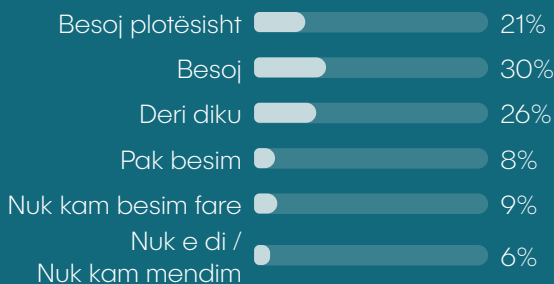 Besoj plotësisht 21%
Besoj 30%
Deri diku 26%
Pak besim 8%
Nuk kam besim fare 9%
Nuk e di /
Nuk kam mendim 6%